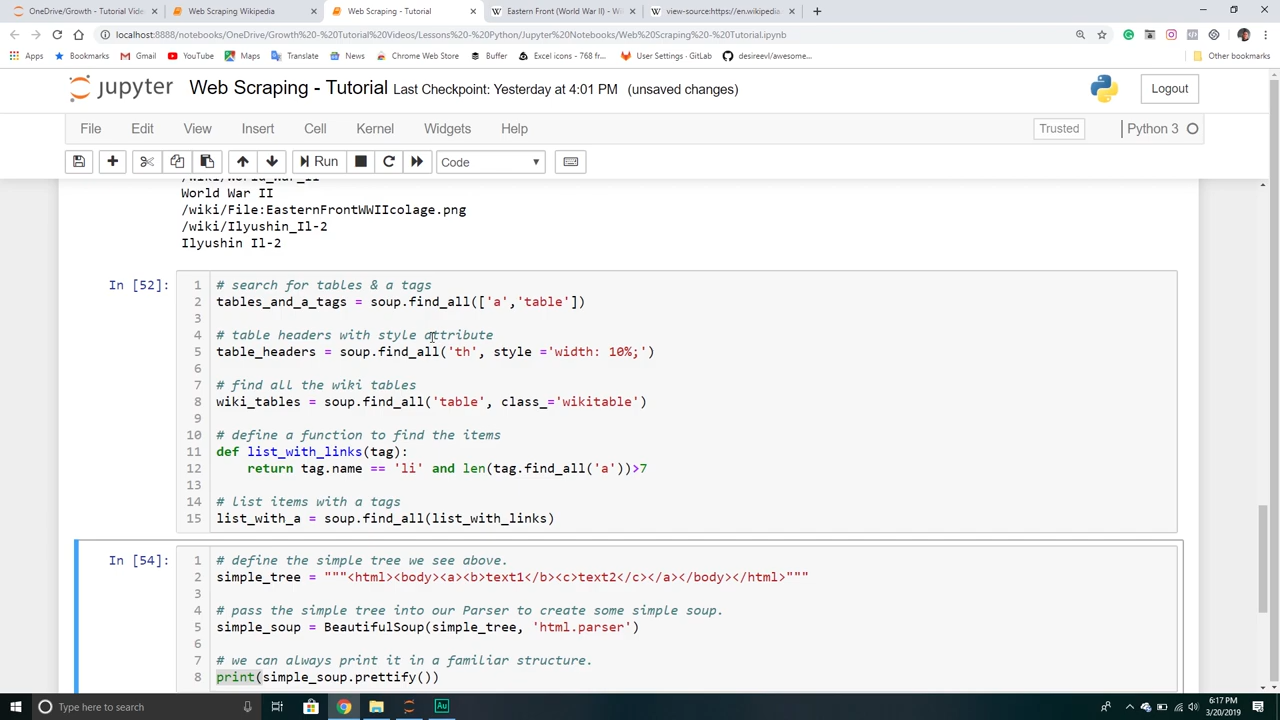 OneDrive/Growth - Tutorial Vide
Web Scraping Wikipedia
Web Scraping - Tutorial
Eastern Front (World War II) - Wi
view-source:https://en.wikipedia.
localhost:8888/notebooks/OneDrive/Growth%20-%20Tutorial%20Videos/Lessons%20-%20Python/Jupyter%20Notebooks/Web%20Scraping%20-%20Tutorial.ipynb
Apps
Bookmarks
Gmail
YouTube
Maps
Translate
News
Chrome Web Store
Buffer
Excel icons - 768 fr...
User Settings · GitLab
desireevl/awesome...
Other bookmarks
jupyter
Web Scraping - Tutorial Last Checkpoint: Yesterday at 4:01 PM (unsaved changes)
Logout
File Edit View Insert Cell Kernel Widgets Help
Trusted
Python 3
Run
Code
/wiki/World_War_II
World War II
/wiki/File:EasternFrontWWIIcolage.png
/wiki/Ilyushin_Il-2
Ilyushin Il-2
In [52]:
1 # search for tables & a tags
2 tables_and_a_tags = soup.find_all(['a','table'])
3
4 # table headers with style attribute
5 table_headers = soup.find_all('th', style ='width: 10%;')
6
7 # find all the wiki tables
8 wiki_tables = soup.find_all('table', class_='wikitable')
9
10 # define a function to find the items
11 def list_with_links(tag):
12     return tag.name == 'li' and len(tag.find_all('a'))>7
13
14 # list items with a tags
15 list_with_a = soup.find_all(list_with_links)
In [54]:
1 # define the simple tree we see above.
2 simple_tree = """<html><body><a><b>text1</b><c>text2</c></a></body></html>"""
3
4 # pass the simple tree into our Parser to create some simple soup.
5 simple_soup = BeautifulSoup(simple_tree, 'html.parser')
6
7 # we can always print it in a familiar structure.
8 print(simple_soup.prettify())
Type here to search
Au
6:17 PM
3/20/2019